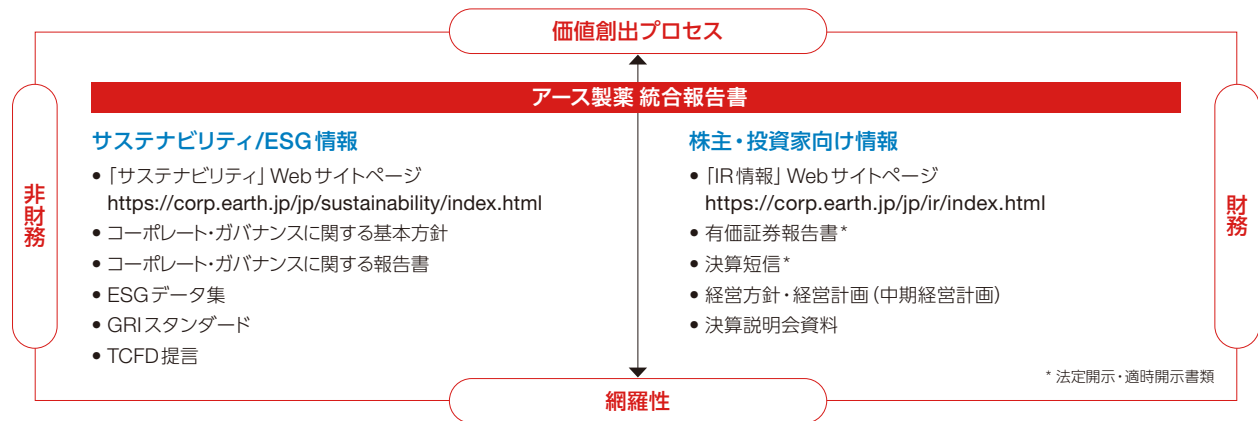 価値創出プロセス
アース製薬 統合報告書
非財務
サステナビリティ/ESG情報
• 「サステナビリティ」Webサイトページ
https://corp.earth.jp/jp/sustainability/index.html
• コーポレート・ガバナンスに関する基本方針
• コーポレート・ガバナンスに関する報告書
• ESGデータ集
• GRIスタンダード
• TCFD提言
株主・投資家向け情報
• 「IR情報」Webサイトページ
https://corp.earth.jp/jp/ir/index.html
• 有価証券報告書*
• 決算短信*
• 経営方針・経営計画(中期経営計画)
• 決算説明会資料
財務
* 法定開示・適時開示書類
網羅性